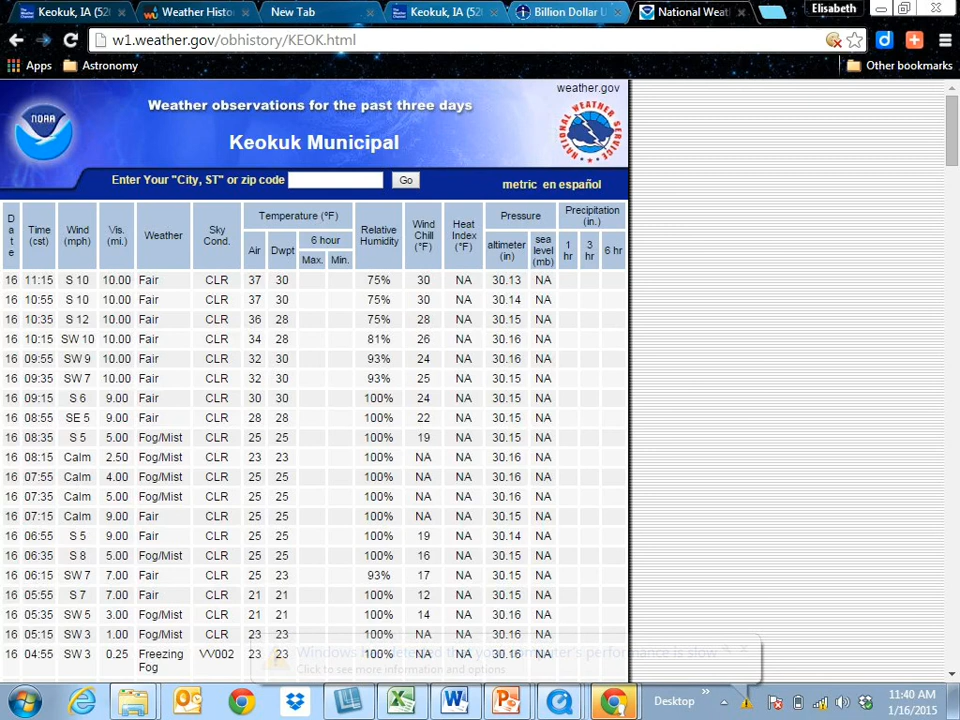 Keokuk, IA (52
Weather Histo
New Tab
Keokuk, IA (52
Billion Dollar U
National Weat
Elisabeth
w1.weather.gov/obhistory/KEOK.html
Apps Astronomy Other bookmarks
weather.gov
NOAA
Weather observations for the past three days
Keokuk Municipal
NATIONAL WEATHER SERVICE
Enter Your "City, ST" or zip code Go
metric en español
Date Time (cst) Wind (mph) Vis. (mi.) Weather Sky Cond. Temperature (ºF) Air Dwpt 6 hour Max. Min. Relative Humidity Wind Chill (°F) Heat Index (°F) Pressure altimeter (in) sea level (mb) Precipitation (in.) 1 hr 3 hr 6 hr
16 11:15 S 10 10.00 Fair CLR 37 30 75% 30 NA 30.13 NA
16 10:55 S 10 10.00 Fair CLR 37 30 75% 30 NA 30.14 NA
16 10:35 S 12 10.00 Fair CLR 36 28 75% 28 NA 30.15 NA
16 10:15 SW 10 10.00 Fair CLR 34 28 81% 26 NA 30.16 NA
16 09:55 SW 9 10.00 Fair CLR 32 30 93% 24 NA 30.16 NA
16 09:35 SW 7 10.00 Fair CLR 32 30 93% 25 NA 30.15 NA
16 09:15 S 6 9.00 Fair CLR 30 30 100% 24 NA 30.15 NA
16 08:55 SE 5 9.00 Fair CLR 28 28 100% 22 NA 30.15 NA
16 08:35 S 5 5.00 Fog/Mist CLR 25 25 100% 19 NA 30.15 NA
16 08:15 Calm 2.50 Fog/Mist CLR 23 23 100% NA NA 30.16 NA
16 07:55 Calm 4.00 Fog/Mist CLR 25 25 100% NA NA 30.16 NA
16 07:35 Calm 5.00 Fog/Mist CLR 25 25 100% NA NA 30.16 NA
16 07:15 Calm 9.00 Fair CLR 25 25 100% NA NA 30.15 NA
16 06:55 S 5 9.00 Fair CLR 25 25 100% 19 NA 30.14 NA
16 06:35 S 8 5.00 Fog/Mist CLR 25 25 100% 16 NA 30.15 NA
16 06:15 SW 7 7.00 Fair CLR 25 23 93% 17 NA 30.15 NA
16 05:55 S 7 7.00 Fair CLR 21 21 100% 12 NA 30.15 NA
16 05:35 SW 5 3.00 Fog/Mist CLR 21 21 100% 14 NA 30.16 NA
16 05:15 SW 3 1.00 Fog/Mist CLR 23 23 100% NA NA 30.16 NA
16 04:55 SW 3 0.25 Freezing Fog VV002 23 23 100% NA NA 30.16 NA
Windows has detected that your computer's performance is slow
Click to see more information and options
Desktop
11:40 AM
1/16/2015